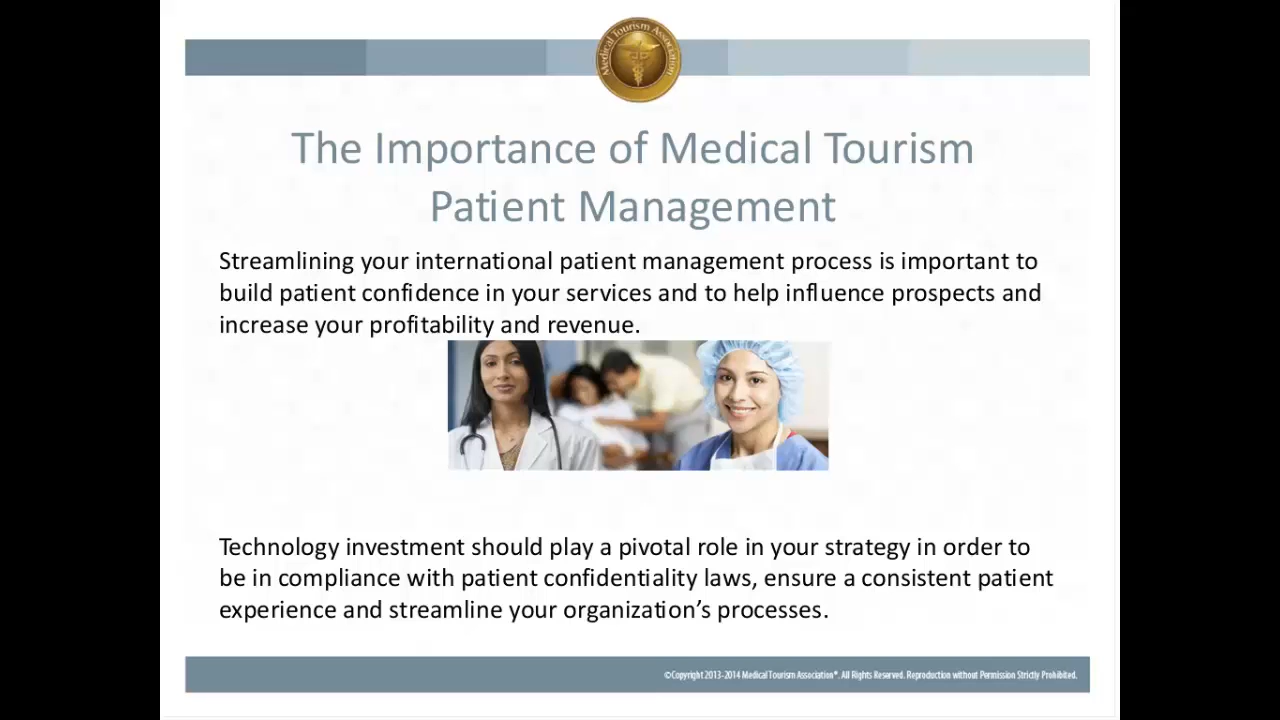 Medical Tourism Association
The Importance of Medical Tourism
Patient Management
Streamlining your international patient management process is important to
build patient confidence in your services and to help influence prospects and
increase your profitability and revenue.
Technology investment should play a pivotal role in your strategy in order to
be in compliance with patient confidentiality laws, ensure a consistent patient
experience and streamline your organization’s processes.
©Copyright 2013-2014 Medical Tourism Association®. All Rights Reserved. Reproduction without Permission Strictly Prohibited.